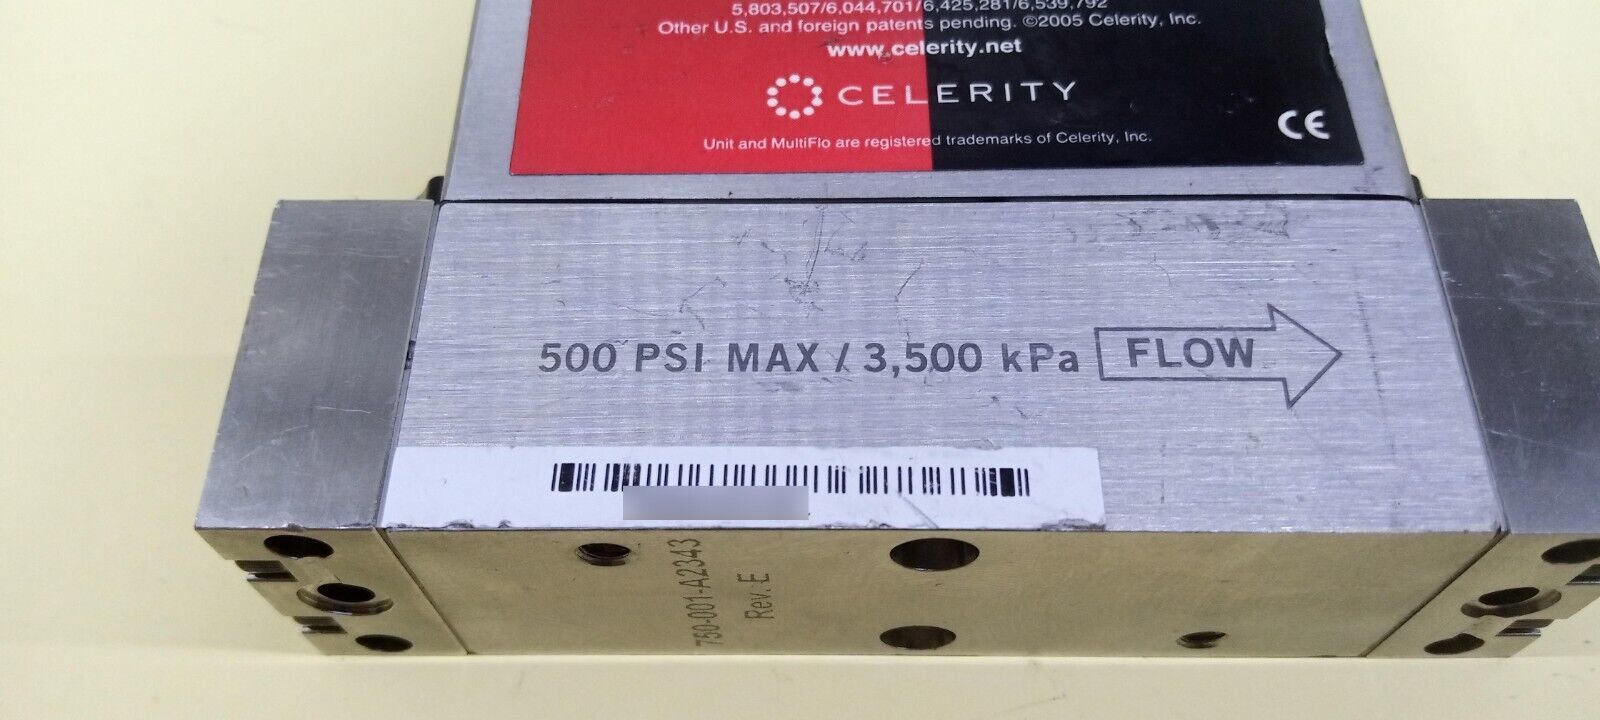 5,803,507/6,044,701/6,425,281/6,539,792
Other U.S. and foreign patents pending. ©2005 Celerity, Inc.
www.celerity.net
CELERITY
Unit and MultiFlo are registered trademarks of Celerity, Inc.
CE
500 PSI MAX / 3,500 kPa FLOW
750-001-A2343
Rev. E